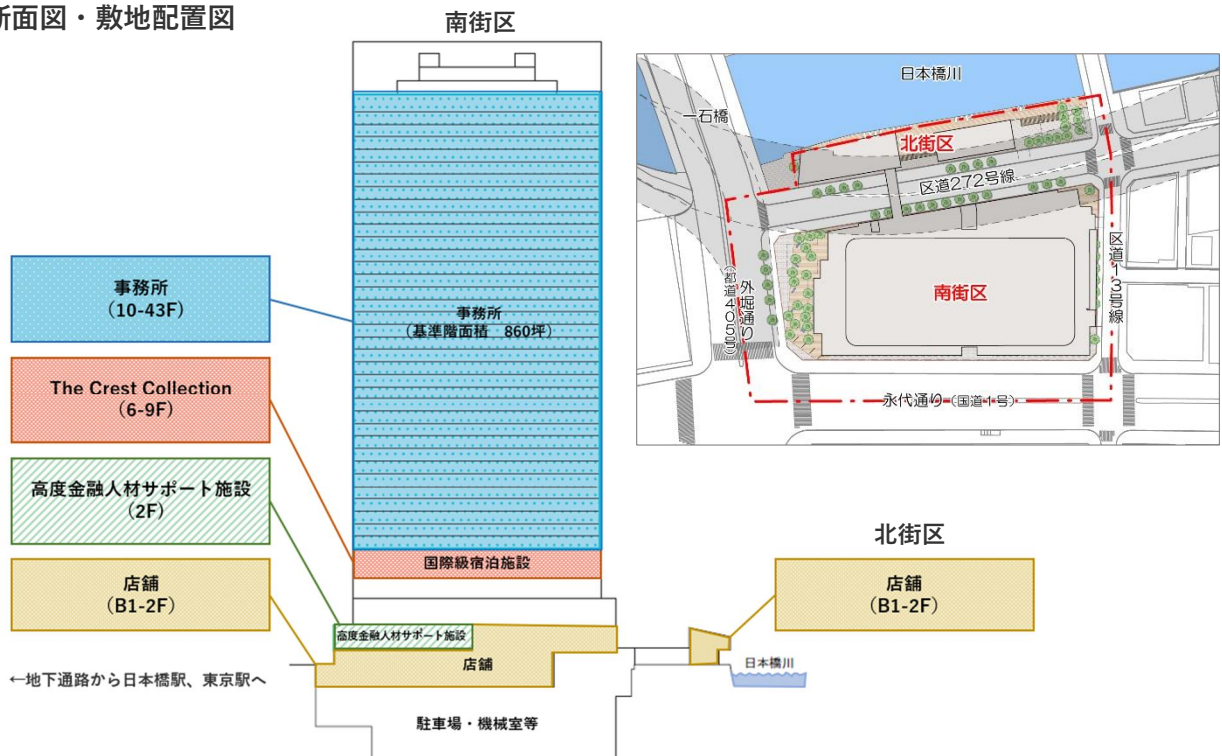 断面図・敷地配置図
南街区
事務所
(10-43F)
The Crest Collection
(6-9F)
高度金融人材サポート施設
(2F)
店舗
(B1-2F)
←地下通路から日本橋駅、東京駅へ
事務所
(基準階面積 860坪)
国際級宿泊施設
高度金融人材サポート施設
店舗
駐車場・機械室等
日本橋川
一石橋
北街区
区道272号線
南街区
外堀通り
(都道405号)
区道13号線
永代通り(国道1号)
北街区
店舗
(B1-2F)
日本橋川